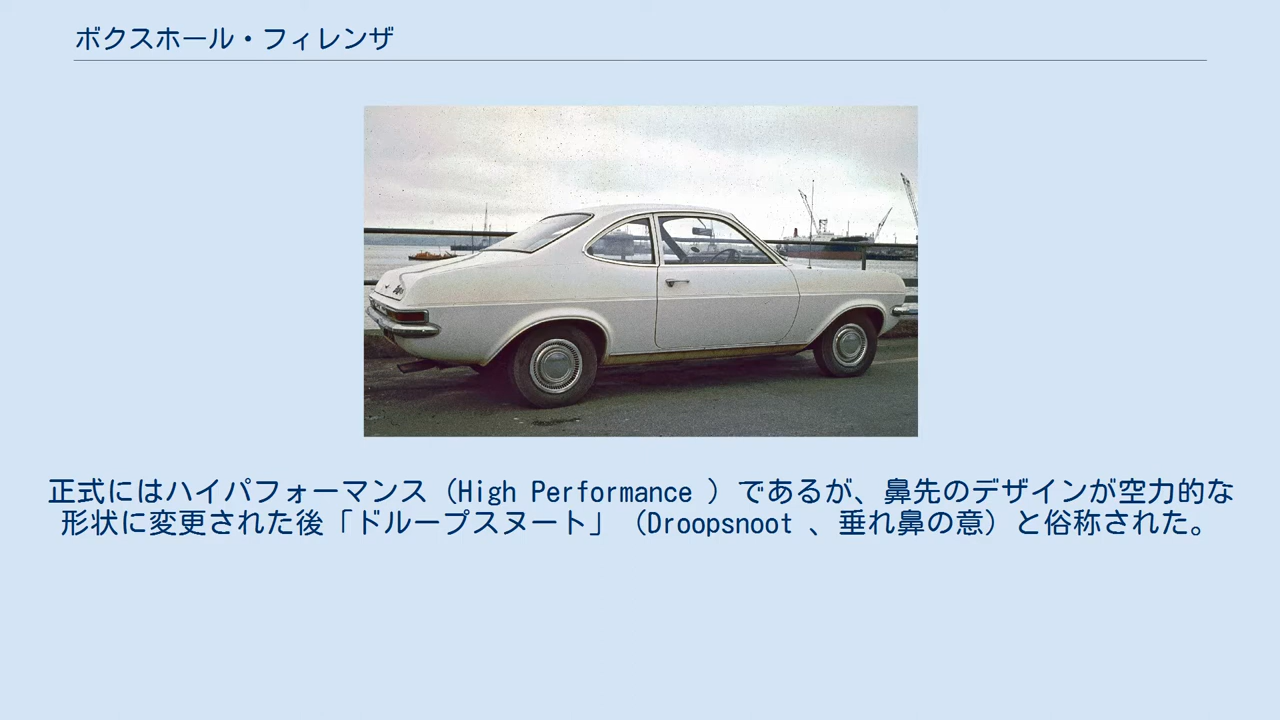 ボクスホール・フィレンザ
正式にはハイパフォーマンス（High Performance ）であるが、鼻先のデザインが空力的な
形状に変更された後「ドループスヌート」（Droopsnoot 、垂れ鼻の意）と俗称された。